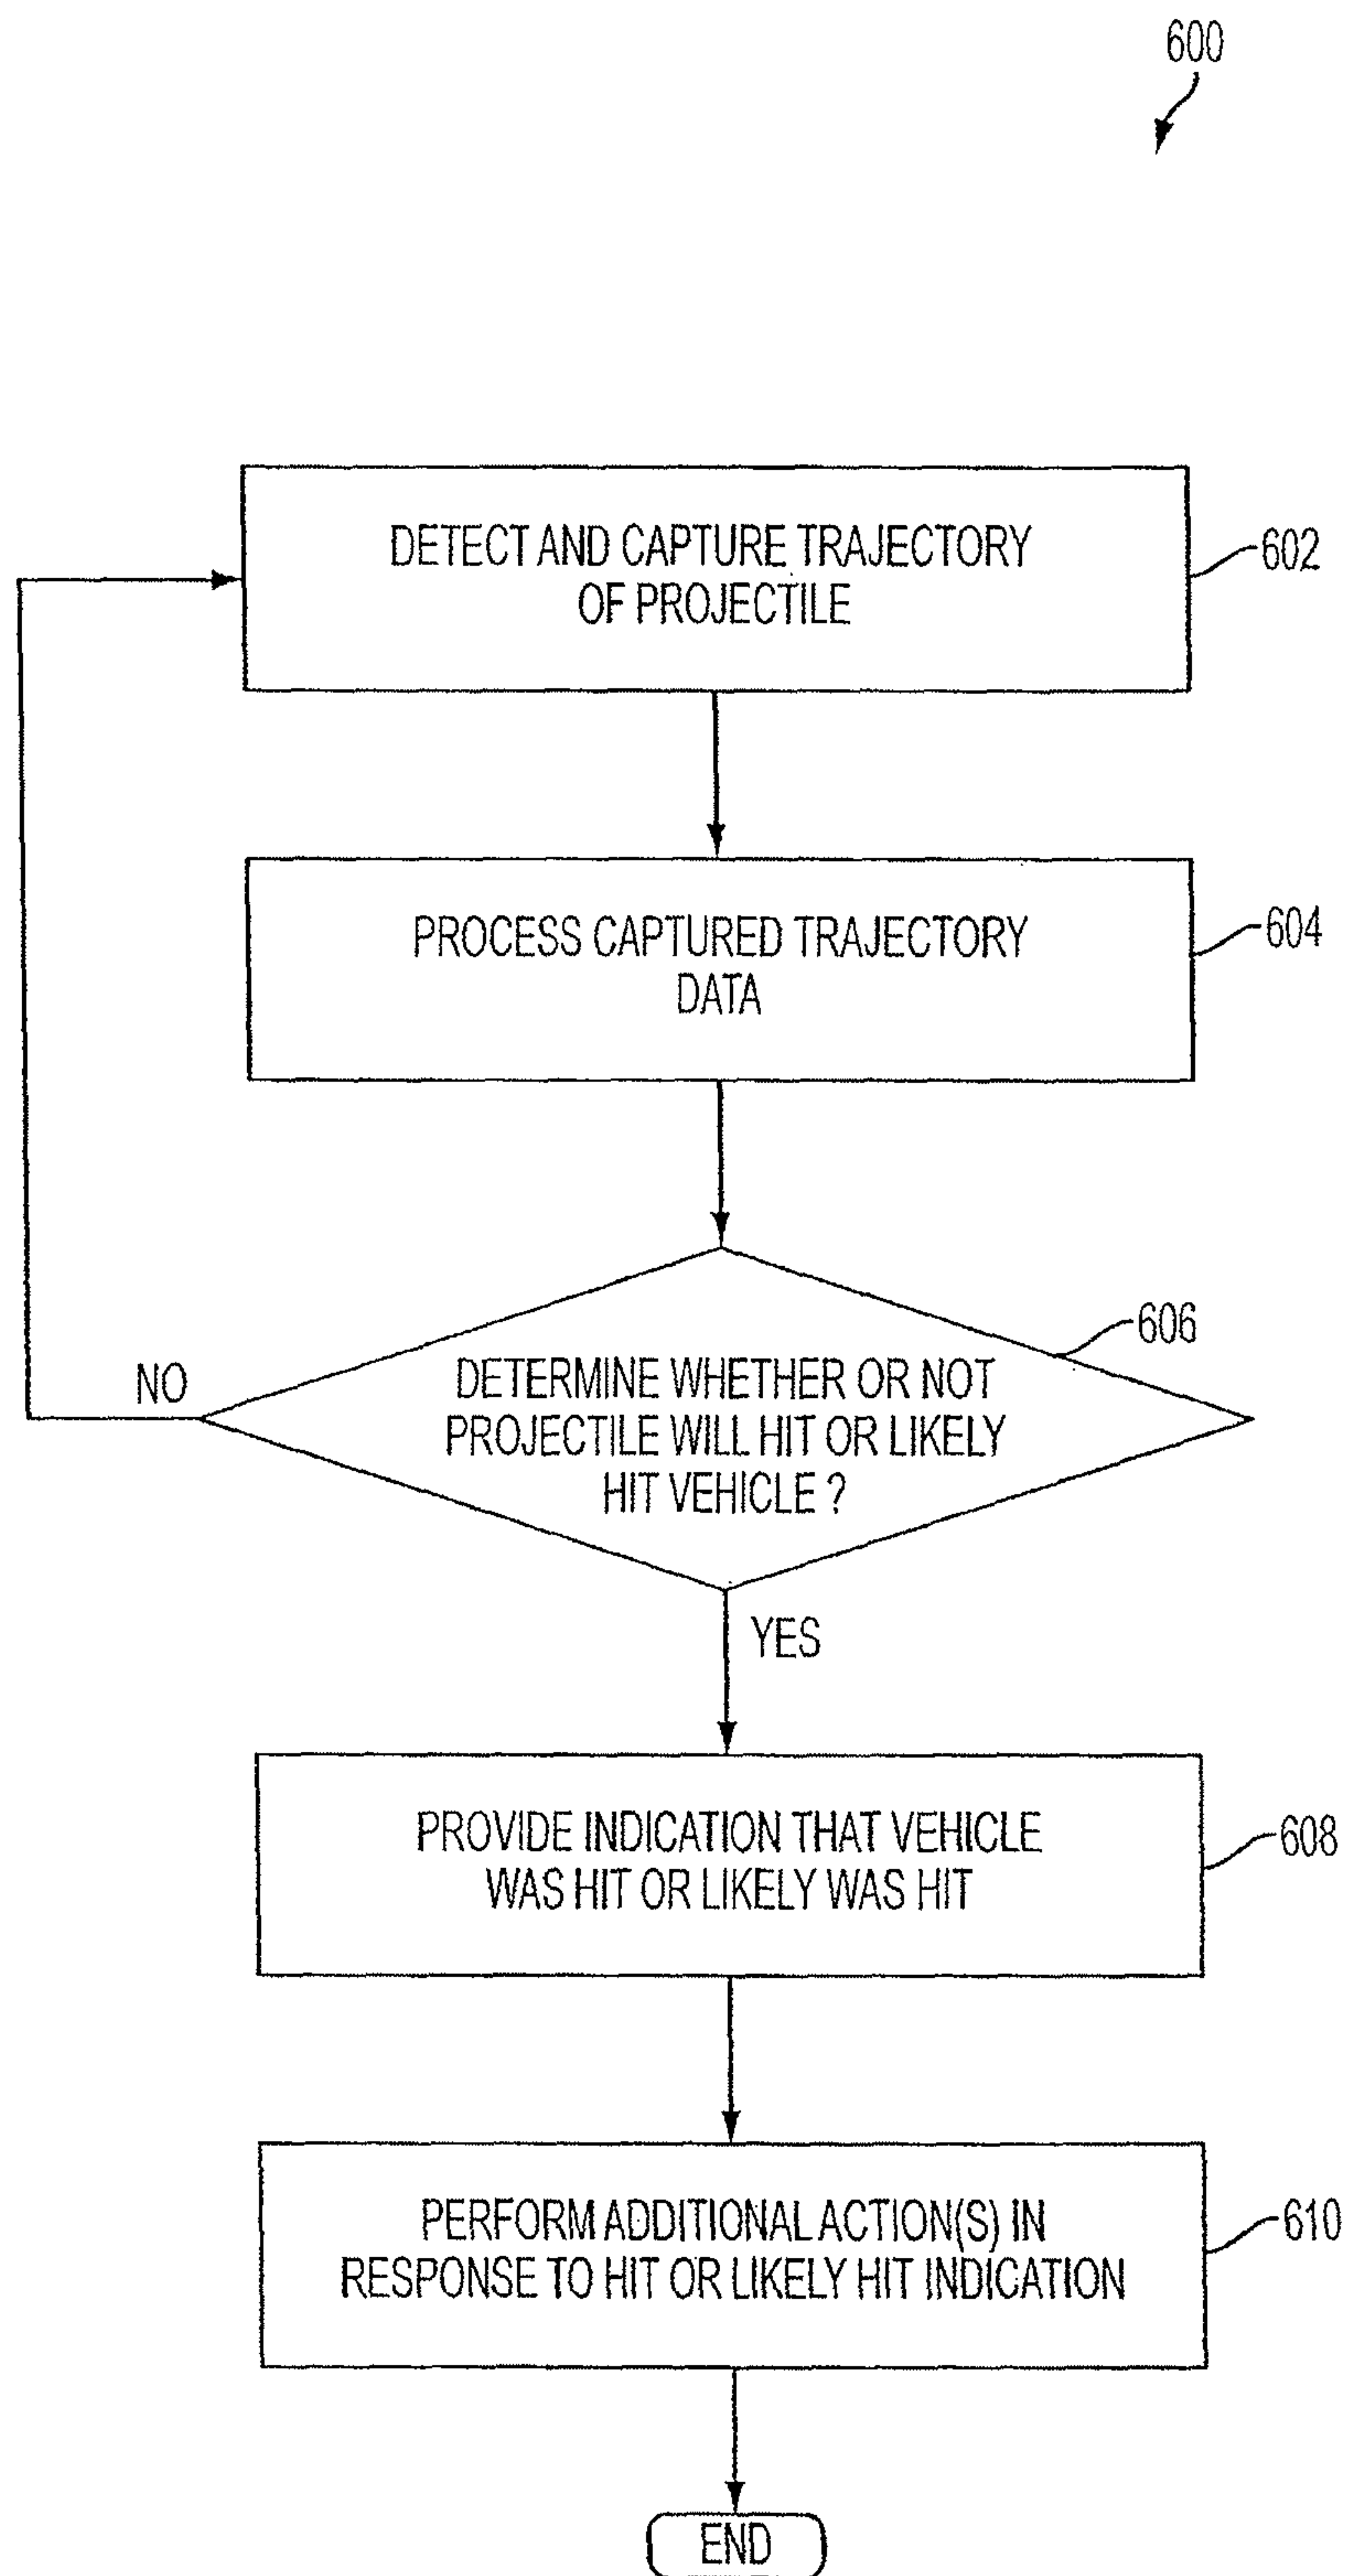 600
DETECT AND CAPTURE TRAJECTORY
OF PROJECTILE
602
PROCESS CAPTURED TRAJECTORY
DATA
604
606
DETERMINE WHETHER OR NOT
PROJECTILE WILL HIT OR LIKELY
HIT VEHICLE ?
NO
YES
PROVIDE INDICATION THAT VEHICLE
WAS HIT OR LIKELY WAS HIT
608
PERFORM ADDITIONAL ACTION(S) IN
RESPONSE TO HIT OR LIKELY HIT INDICATION
610
END